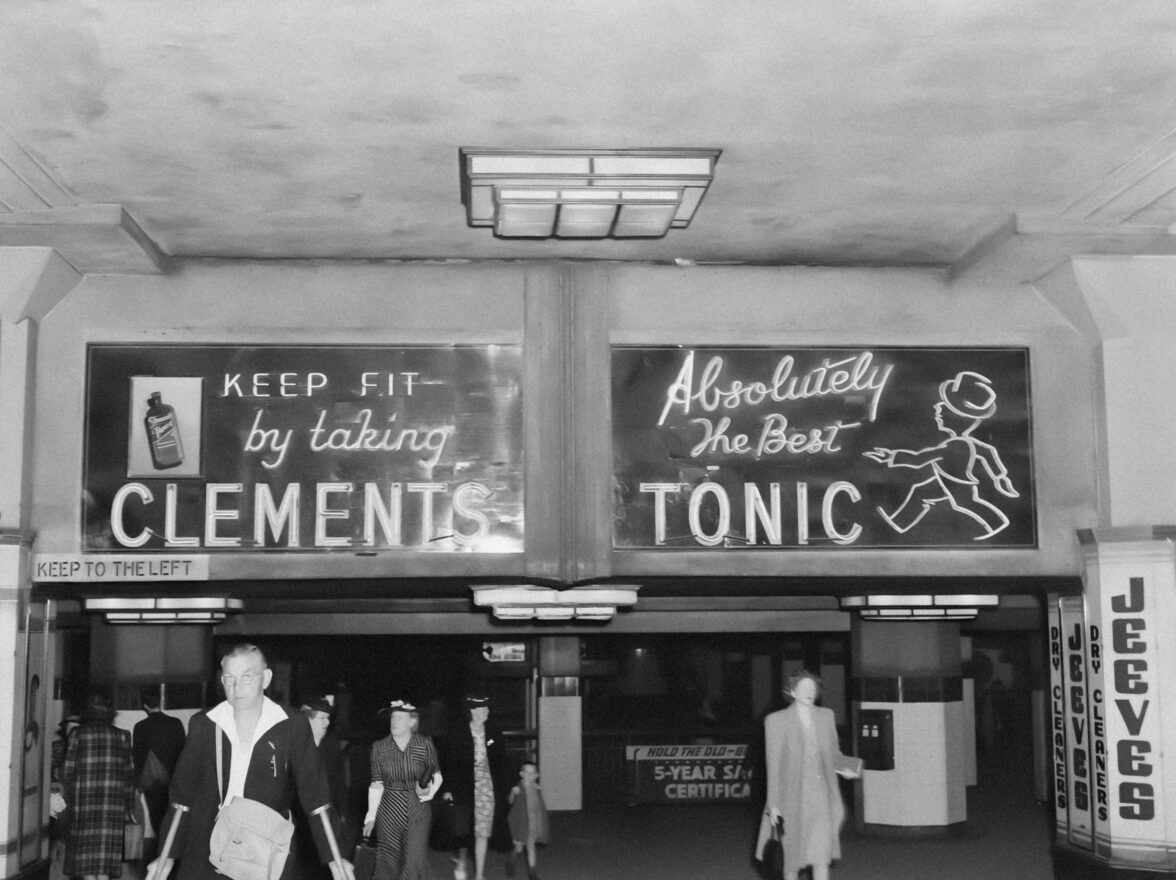 KEEP FIT
by taking
CLEMENTS
Absolutely
The Best
TONIC
KEEP TO THE LEFT
HOLD THE OLD
5-YEAR
DRY CLEANERS
JEEVES
DRY CLEANERS
JEEVES